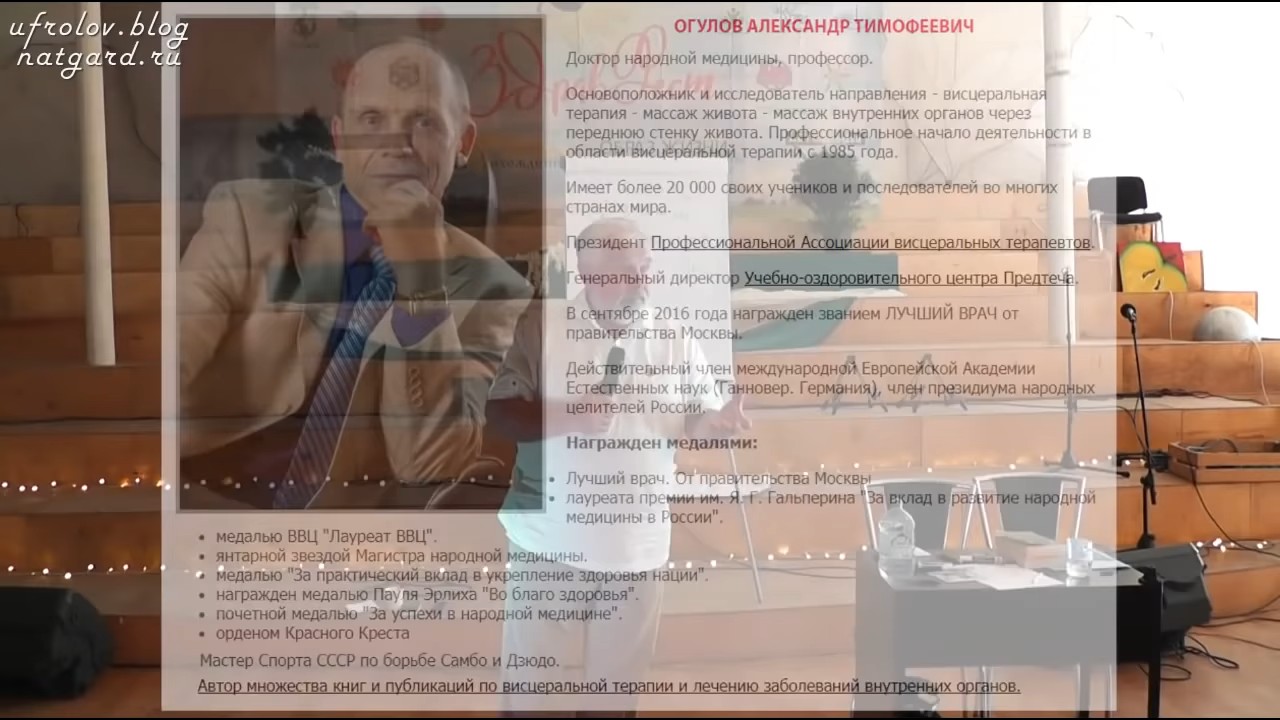 ufrolov.blog
natgard.ru
ЗДрав Фест
ОБРАЗ ЖИЗНИ
ОГУЛОВ АЛЕКСАНДР ТИМОФЕЕВИЧ
Доктор народной медицины, профессор.
Основоположник и исследователь направления - висцеральная
терапия - массаж живота - массаж внутренних органов через
переднюю стенку живота. Профессиональное начало деятельности в
области висцеральной терапии с 1985 года.
Имеет более 20 000 своих учеников и последователей во многих
странах мира.
Президент Профессиональной Ассоциации висцеральных терапевтов.
Генеральный директор Учебно-оздоровительного центра Предтеча.
В сентябре 2016 года награжден званием ЛУЧШИЙ ВРАЧ от
правительства Москвы.
Действительный член международной Европейской Академии
Естественных наук (Ганновер. Германия), член президиума народных
целителей России.
Награжден медалями:
Лучший врач. От правительства Москвы
лауреата премии им. Я. Г. Гальперина "За вклад в развитие народной
медицины в России".
медалью ВВЦ "Лауреат ВВЦ".
янтарной звездой Магистра народной медицины.
медалью "За практический вклад в укрепление здоровья нации".
награжден медалью Пауля Эрлиха "Во благо здоровья".
почетной медалью "За успехи в народной медицине".
орденом Красного Креста
Мастер Спорта СССР по борьбе Самбо и Дзюдо.
Автор множества книг и публикаций по висцеральной терапии и лечению заболеваний внутренних органов.